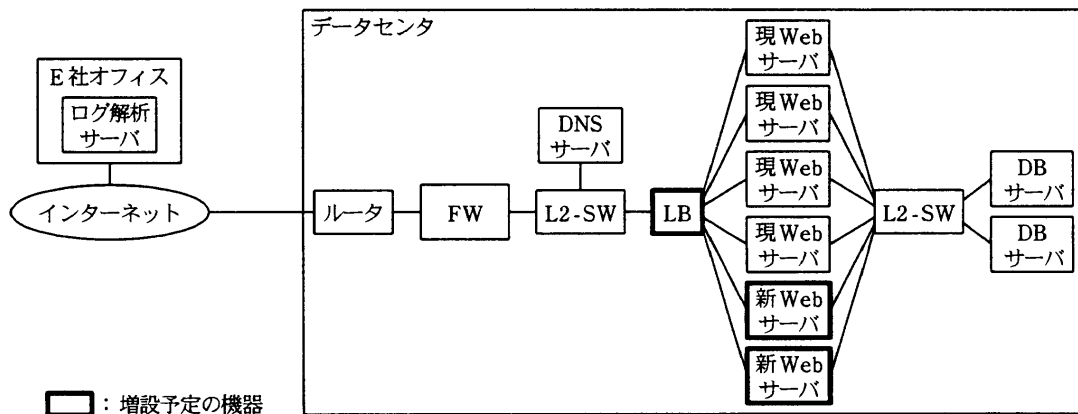 データセンタ
E社オフィス
ログ解析
サーバ
インターネット
ルータ
FW
DNS
サーバ
L2-SW
LB
現Web
サーバ
現Web
サーバ
現Web
サーバ
現Web
サーバ
新Web
サーバ
新Web
サーバ
L2-SW
DB
サーバ
DB
サーバ
：増設予定の機器